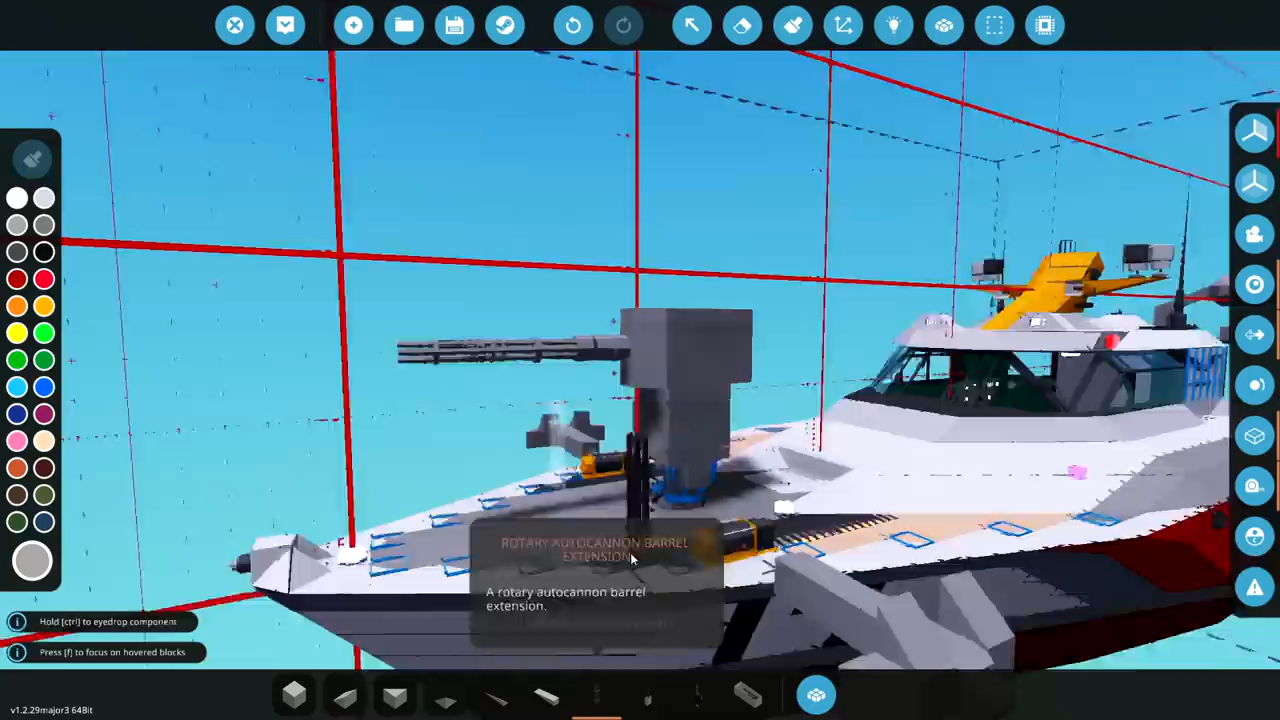 ROTARY AUTOCANNON BARREL
EXTENSION
A rotary autocannon barrel
extension.
Hold [ctrl] to eyedrop component
Press [f] to focus on hovered blocks
v1.2.29major3 64Bit